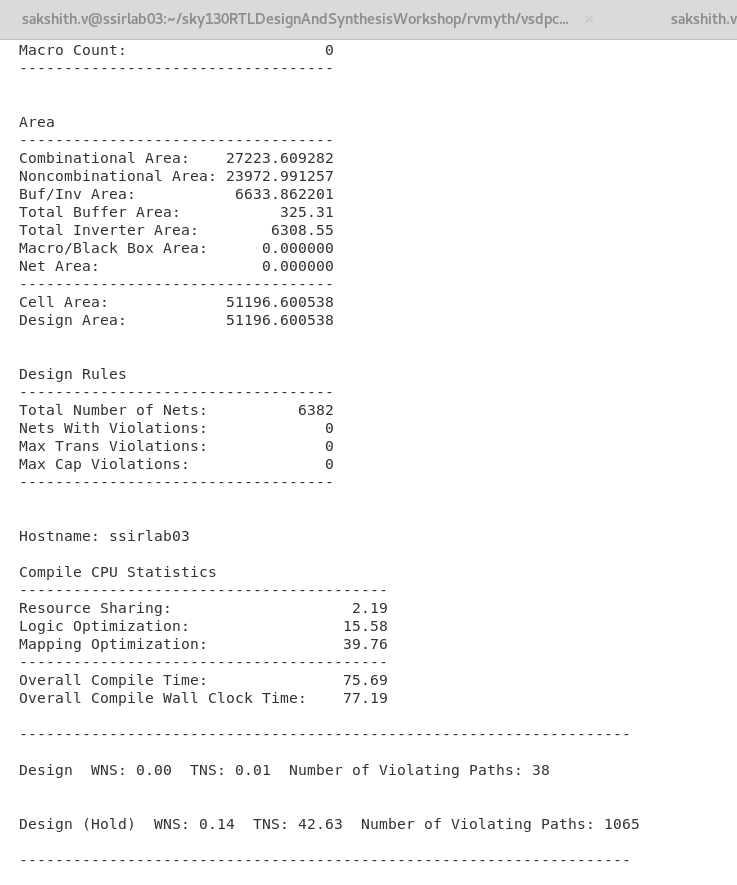 sakshith.v@ssirlab03:~/sky130RTLDesignAndSynthesisWorkshop/rvmyth/vsdpc... × sakshith.v
Macro Count: 0
-----------------------------------
Area
-----------------------------------
Combinational Area: 27223.609282
Noncombinational Area: 23972.991257
Buf/Inv Area: 6633.862201
Total Buffer Area: 325.31
Total Inverter Area: 6308.55
Macro/Black Box Area: 0.000000
Net Area: 0.000000
-----------------------------------
Cell Area: 51196.600538
Design Area: 51196.600538
Design Rules
-----------------------------------
Total Number of Nets: 6382
Nets With Violations: 0
Max Trans Violations: 0
Max Cap Violations: 0
-----------------------------------
Hostname: ssirlab03
Compile CPU Statistics
-----------------------------------------
Resource Sharing: 2.19
Logic Optimization: 15.58
Mapping Optimization: 39.76
-----------------------------------------
Overall Compile Time: 75.69
Overall Compile Wall Clock Time: 77.19
--------------------------------------------------------------------
Design WNS: 0.00 TNS: 0.01 Number of Violating Paths: 38
Design (Hold) WNS: 0.14 TNS: 42.63 Number of Violating Paths: 1065
--------------------------------------------------------------------